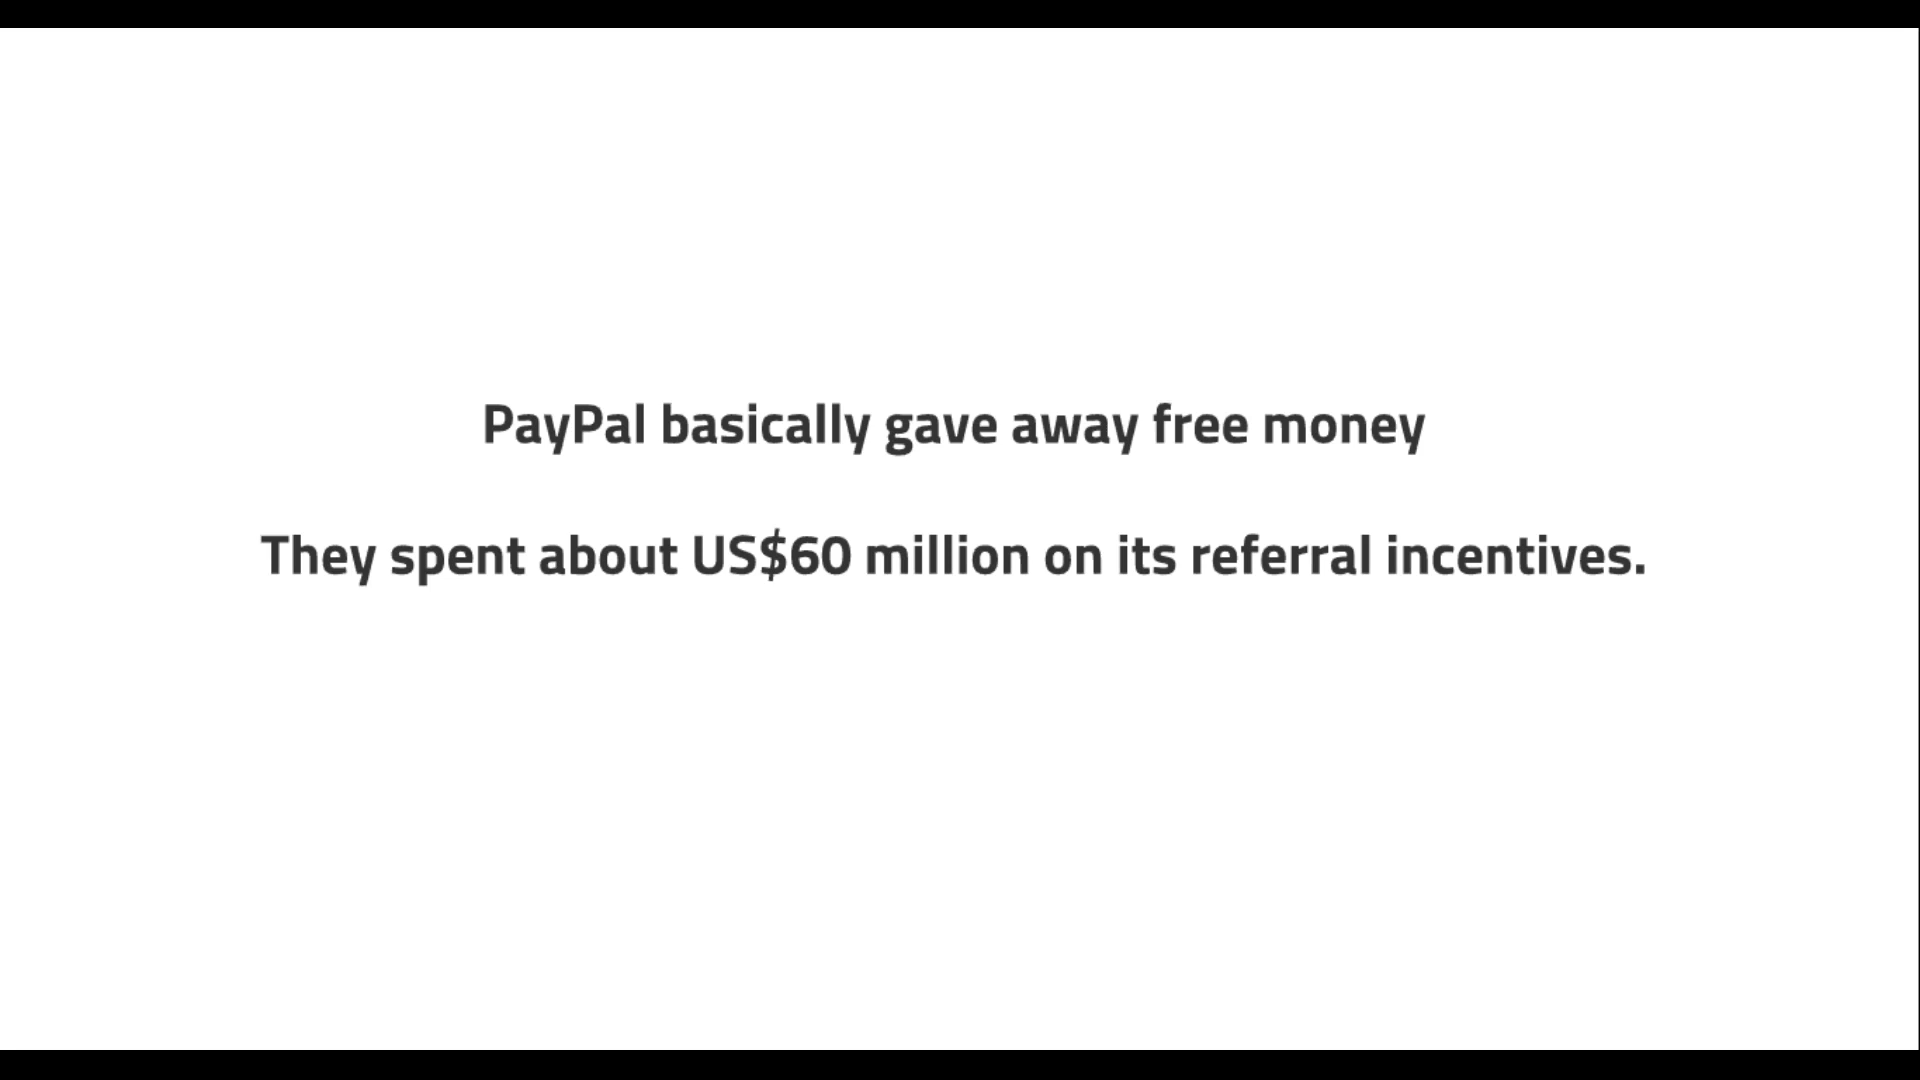 PayPal basically gave away free money
They spent about US$60 million on its referral incentives.